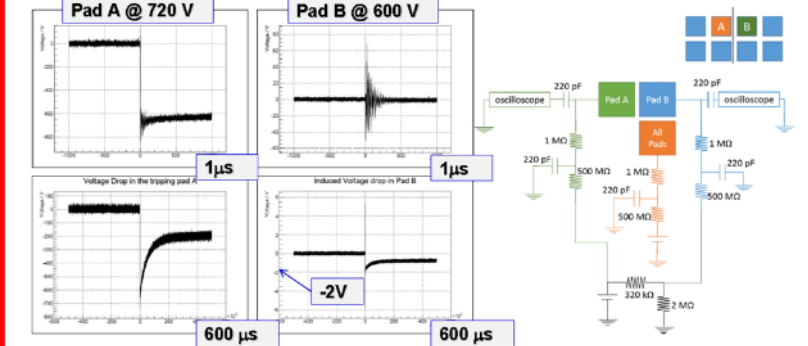 Pad A @ 720 V
Pad B @ 600 V
A
B
Voltage / V
Voltage / V
1µs
1µs
Voltage Drop in the tripping pad A
Induced Voltage drop in Pad B
-2V
600 µs
600 µs
220 pF
220 pF
oscilloscope
Pad A
Pad B
oscilloscope
All
Pads
1 MΩ
1 MΩ
220 pF
500 MΩ
1 MΩ
220 pF
220 pF
500 MΩ
500 MΩ
320 kΩ
2 MΩ